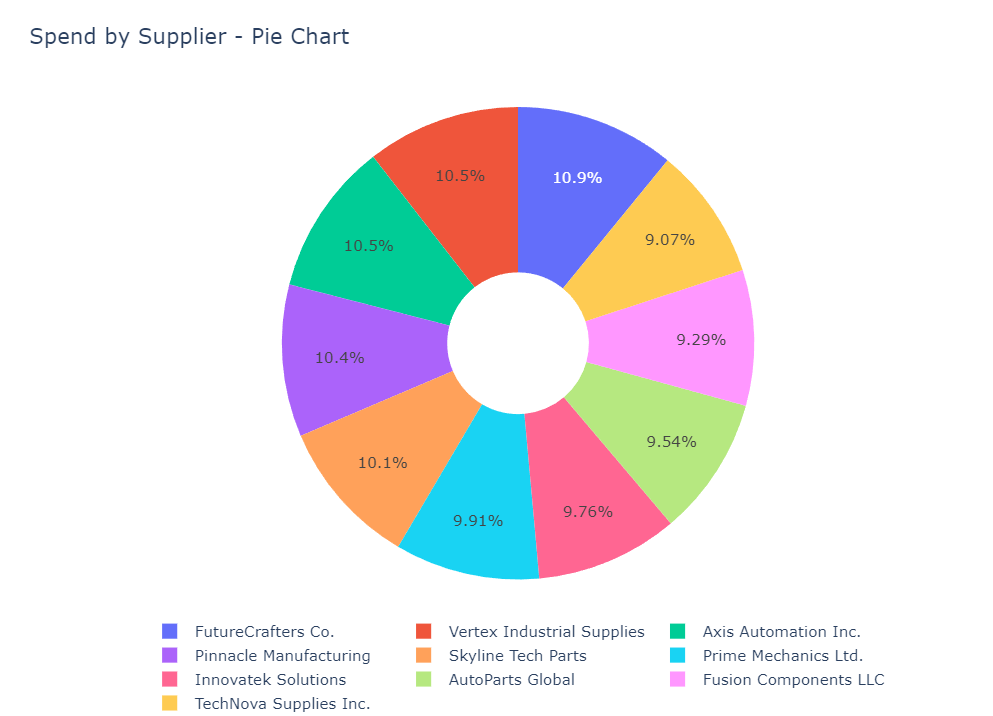 Spend by Supplier - Pie Chart
10.9%
10.5%
9.07%
10.5%
9.29%
10.4%
9.54%
10.1%
9.76%
9.91%
FutureCrafters Co.
Vertex Industrial Supplies
Axis Automation Inc.
Pinnacle Manufacturing
Skyline Tech Parts
Prime Mechanics Ltd.
Innovatek Solutions
AutoParts Global
Fusion Components LLC
TechNova Supplies Inc.